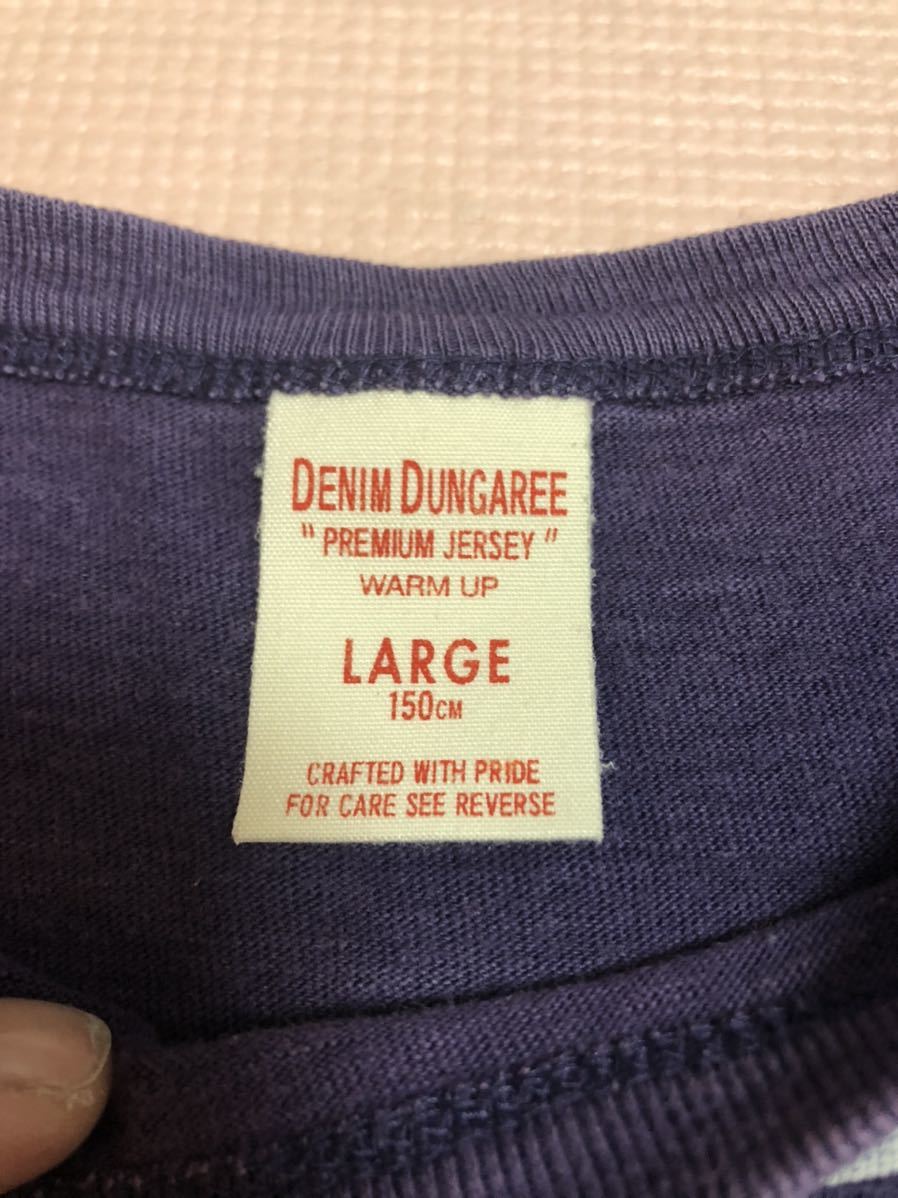 DENIM DUNGAREE
" PREMIUM JERSEY "
WARM UP
LARGE
150CM
CRAFTED WITH PRIDE
FOR CARE SEE REVERSE